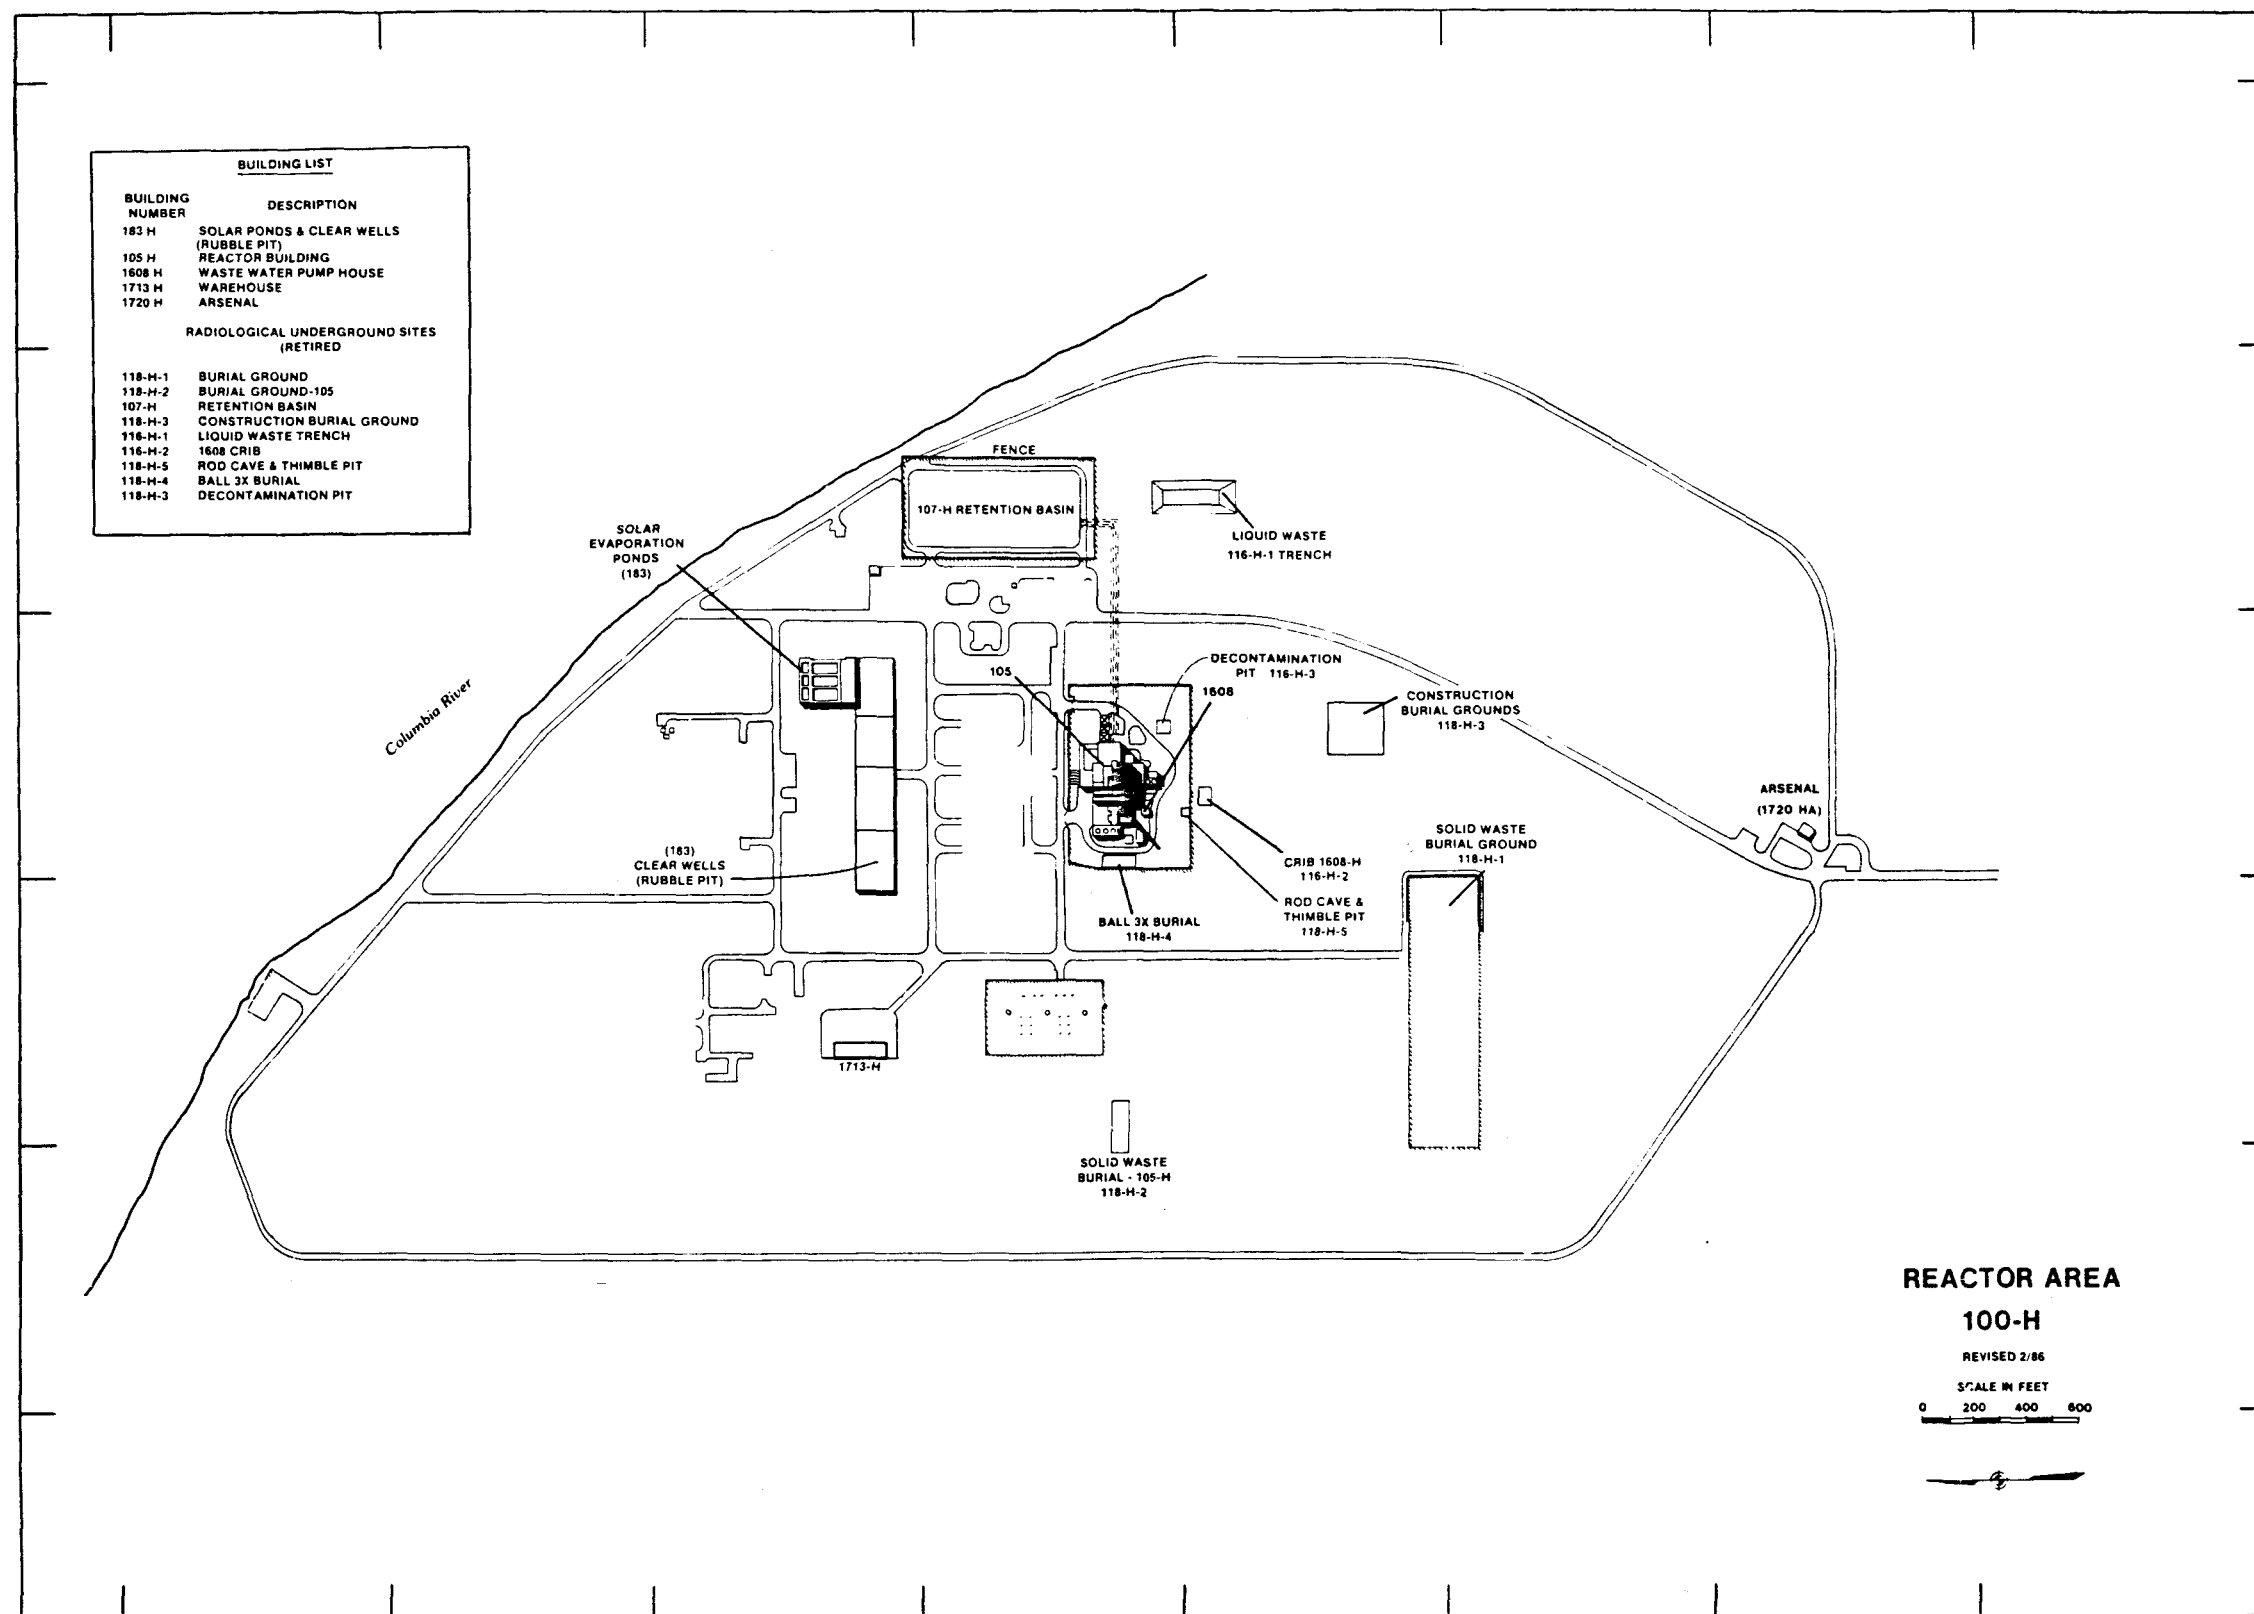 BUILDING LIST
BUILDING NUMBER DESCRIPTION
183 H SOLAR PONDS & CLEAR WELLS
(RUBBLE PIT)
105 H REACTOR BUILDING
1608 H WASTE WATER PUMP HOUSE
1713 H WAREHOUSE
1720 H ARSENAL
RADIOLOGICAL UNDERGROUND SITES
(RETIRED
118-H-1 BURIAL GROUND
118-H-2 BURIAL GROUND-105
107-H RETENTION BASIN
118-H-3 CONSTRUCTION BURIAL GROUND
116-H-1 LIQUID WASTE TRENCH
116-H-2 1608 CRIB
118-H-5 ROD CAVE & THIMBLE PIT
118-H-4 BALL 3X BURIAL
118-H-3 DECONTAMINATION PIT
FENCE
107-H RETENTION BASIN
LIQUID WASTE
116-H-1 TRENCH
SOLAR
EVAPORATION
PONDS
(183)
Columbia River
105
DECONTAMINATION
PIT 116-H-3
1608
CONSTRUCTION
BURIAL GROUNDS
118-H-3
ARSENAL
(1720 HA)
SOLID WASTE
BURIAL GROUND
118-H-1
(183)
CLEAR WELLS
(RUBBLE PIT)
CRIB 1608-H
116-H-2
ROD CAVE &
THIMBLE PIT
118-H-5
BALL 3X BURIAL
118-H-4
1713-H
SOLID WASTE
BURIAL - 105-H
118-H-2
REACTOR AREA
100-H
REVISED 2/86
SCALE IN FEET
0 200 400 600